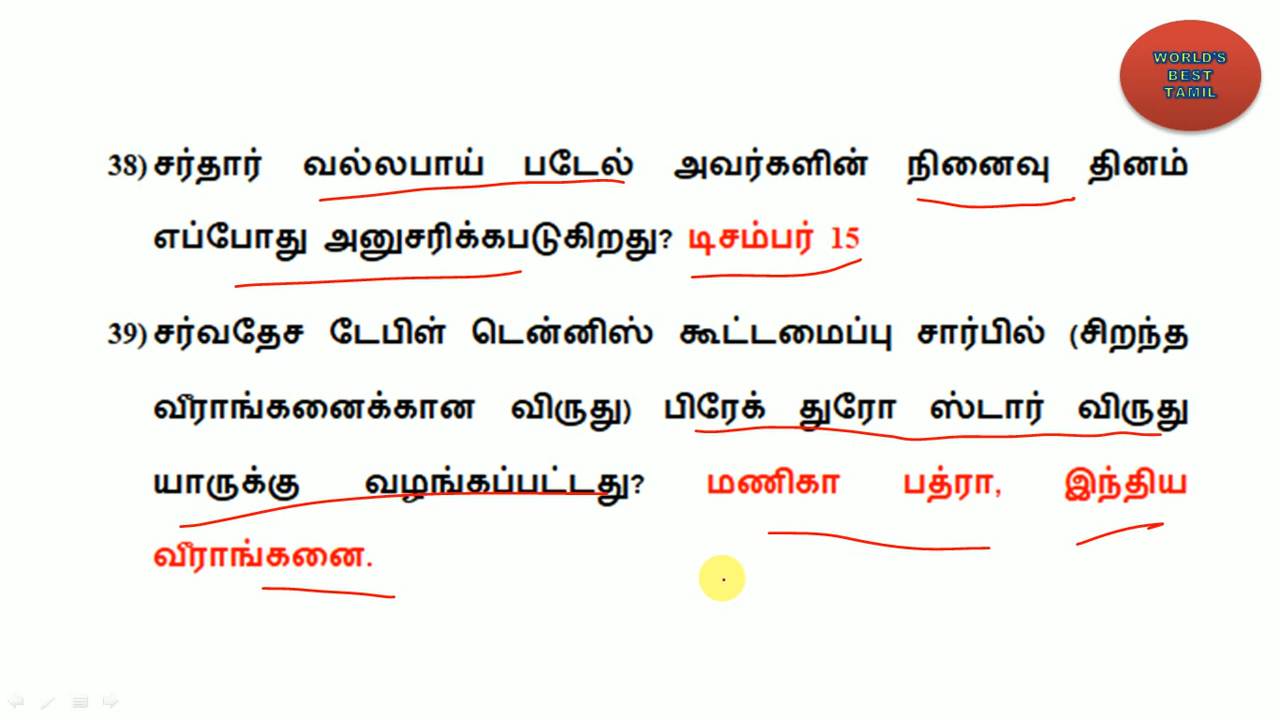 WORLD'S
BEST
TAMIL
38) சர்தார் வல்லபாய் படேல் அவர்களின் நினைவு தினம்
எப்போது அனுசரிக்கபடுகிறது? டிசம்பர் 15
39) சர்வதேச டேபிள் டென்னிஸ் கூட்டமைப்பு சார்பில் (சிறந்த
வீராங்கனைக்கான விருது) பிரேக் துரோ ஸ்டார் விருது
யாருக்கு வழங்கப்பட்டது? மணிகா பத்ரா, இந்திய
வீராங்கனை.